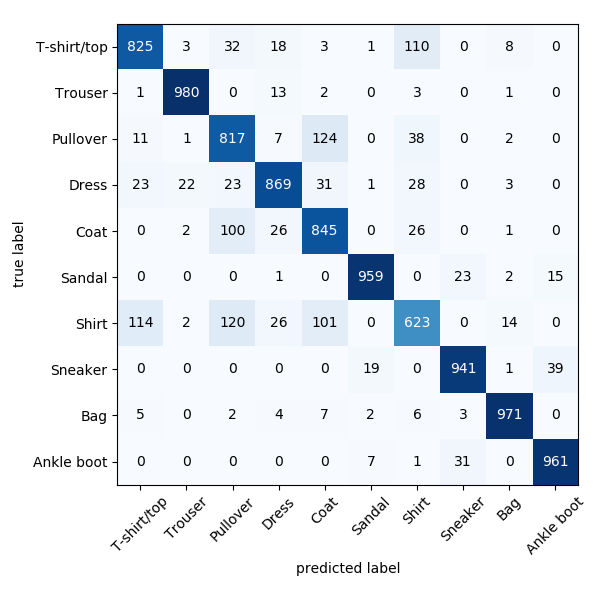 T-shirt/top 825 3 32 18 3 1 110 0 8 0
Trouser 1 980 0 13 2 0 3 0 1 0
Pullover 11 1 817 7 124 0 38 0 2 0
Dress 23 22 23 869 31 1 28 0 3 0
Coat 0 2 100 26 845 0 26 0 1 0
Sandal 0 0 0 1 0 959 0 23 2 15
Shirt 114 2 120 26 101 0 623 0 14 0
Sneaker 0 0 0 0 0 19 0 941 1 39
Bag 5 0 2 4 7 2 6 3 971 0
Ankle boot 0 0 0 0 0 7 1 31 0 961
true label
T-shirt/top Trouser Pullover Dress Coat Sandal Shirt Sneaker Bag Ankle boot
predicted label